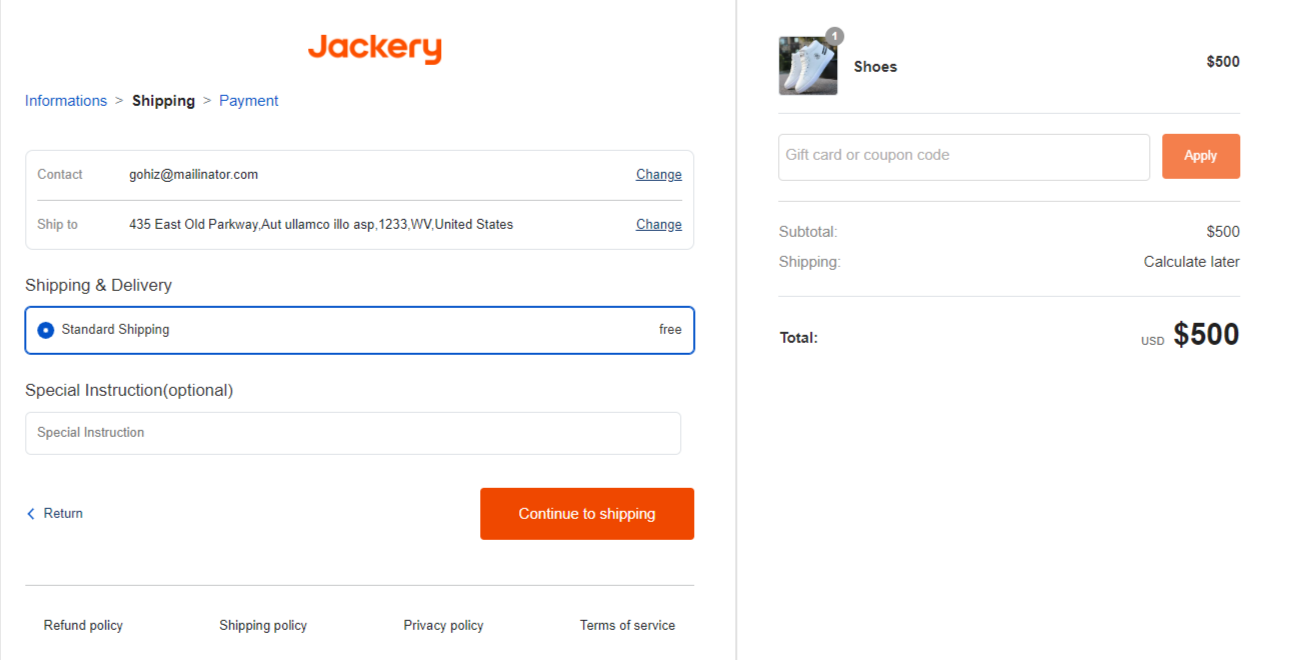 Jackery
Informations > Shipping > Payment
Contact gohiz@mailinator.com Change
Ship to 435 East Old Parkway,Aut ullamco illo asp,1233,WV,United States Change
Shipping & Delivery
Standard Shipping free
Special Instruction(optional)
Special Instruction
Return Continue to shipping
Refund policy Shipping policy Privacy policy Terms of service
1
Shoes $500
Gift card or coupon code Apply
Subtotal: $500
Shipping: Calculate later
Total: USD $500